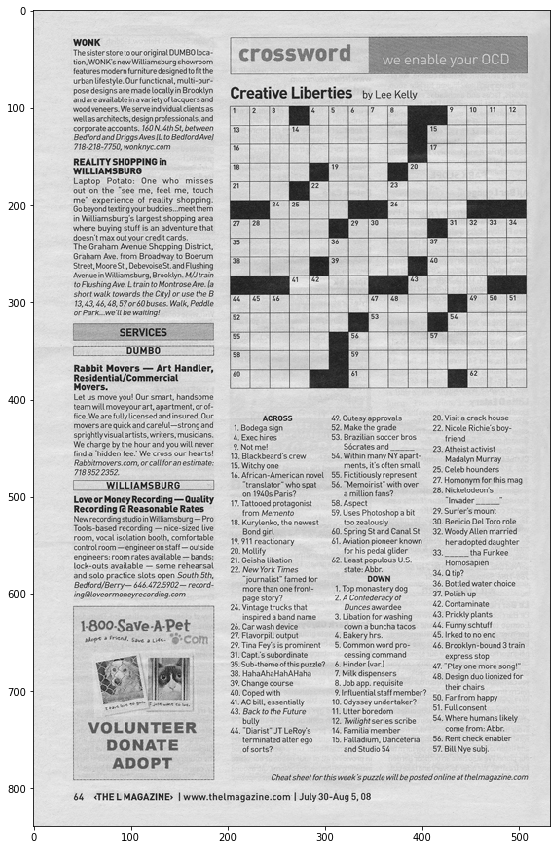 WONK
The sister store to our original DUMBO loca-
tion, WONK's new Williamsburg showroom
features modern furniture designed to fit the
urban lifestyle. Our functional, multi-pur-
pose designs are made locally in Brooklyn
and are available in a variety of lacquers and
wood veneers. We serve individual clients as
well as architects, design professionals, and
corporate accounts. 160 N.4th St, between
Bedford and Driggs Aves (L to Bedford Ave)
718-218-7750, wonknyc.com
REALITY SHOPPING in
WILLIAMSBURG
Laptop Potato: One who misses
out on the "see me, feel me, touch
me" experience of reality shopping.
Go beyond texting your buddies...meet them
in Williamsburg's largest shopping area
where buying stuff is an adventure that
doesn't max out your credit cards.
The Graham Avenue Shopping District,
Graham Ave. from Broadway to Boerum
Street, Moore St., Debevoise St. and Flushing
Avenue in Williamsburg, Brooklyn. M/J train
to Flushing Ave. L train to Montrose Ave. (a
short walk towards the City) or use the B
13, 43, 46, 48, 57 or 60 buses. Walk, Peddle
or Park...we'll be waiting!
SERVICES
DUMBO
Rabbit Movers — Art Handler,
Residential/Commercial
Movers.
Let us move you! Our smart, handsome
team will move your art, apartment, or of-
fice. We are fully licensed and insured. Our
movers are quick and careful—strong and
sprightly visual artists, writers, musicians.
We charge by the hour and you will never
find a "hidden fee." We cross our hearts!
Rabbitmovers.com, or call for an estimate:
718 852 2352.
WILLIAMSBURG
Love or Money Recording — Quality
Recording @ Reasonable Rates
New recording studio in Williamsburg — Pro
Tools-based recording — nice-sized live
room, vocal isolation booth, comfortable
control room — engineer on staff — outside
engineers: room rates available — bands:
lock-outs available — some rehearsal
and solo practice slots open South 5th,
Bedford/Berry — 646.472.5902 — record-
ing@loveormoneyrecording.com
1-800-Save-A-Pet
.com
Adopt a friend. Save a Life.
VOLUNTEER
DONATE
ADOPT
crossword we enable your OCD
Creative Liberties by Lee Kelly
1 2 3 4 5 6 7 8 9 10 11 12
13 14 15
16 17
18 19 20
21 22 23
24 25 26
27 28 29 30 31 32 33 34
35 36 37
38 39 40
41 42 43
44 45 46 47 48 49 50 51
52 53 54
55 56 57
58 59
60 61 62
ACROSS
1. Bodega sign
4. Exec hires
9. Not me!
13. Blackbeard's crew
15. Witchy one
16. African-American novel
"translator" who spat
on 1940s Paris?
17. Tattooed protagonist
from Memento
18. Kurylenko, the newest
Bond girl
19. 911 reactionary
20. Mollify
21. Geisha libation
22. New York Times
"journalist" famed for
more than one front-
page story?
24. Vintage trucks that
inspired a band name
26. Car wash device
27. Flavorpil output
29. Tina Fey's is prominent
31. Capt.'s subordinate
35. Sub-theme of this puzzle?
38. HahaAHaHahAHaHa
39. Change course
40. Coped with
41. AC bill, essentially
43. Back to the Future
bully
44. "Diarist" JT LeRoy's
terminated alter ego
of sorts?
49. Cutesy approvals
52. Make the grade
53. Brazilian soccer bros
Sócrates and ____
54. Within many NY apart-
ments, it's often small
55. Fictitiously represent
56. "Memoirist" with over
a million fans?
58. Aspect
59. Uses Photoshop a bit
too zealously
60. Spring St and Canal St
61. Aviation pioneer known
for his pedal glider
62. Least populous U.S.
state: Abbr.
DOWN
1. Top monastery dog
2. A Confederacy of
Dunces awardee
3. Libation for washing
down a buncha tacos
4. Bakery hrs.
5. Common word pro-
cessing command
6. Hinder (var.)
7. Milk dispensers
8. Job app. requisite
9. Influential staff member?
10. Odyssey undertaker?
11. Utter boredom
12. Twilight series scribe
14. Familia member
15. Palladium, Danceteria
and Studio 54
20. Visit a crack house
22. Nicole Richie's boy-
friend
23. Atheist activist
Madalyn Murray
25. Celeb hounders
27. Homonym for this mag
28. Nickelodeon's
"Invader ____"
29. Surfer's moun.
30. Benicio Del Toro role
32. Woody Allen married
her adopted daughter
33. ____ tha Furkee
Homosapien
34. Q tip?
36. Bottled water choice
37. Polish up
42. Contaminate
43. Prickly plants
44. Fumy schtuff
45. Irked to no end
46. Brooklyn-bound 3 train
express stop
47. "Play one more song!"
48. Design duo lionized for
their chairs
50. Far from happy
51. Full consent
54. Where humans likely
come from: Abbr.
56. Rent check enabler
57. Bill Nye subj.
Cheat sheet for this week's puzzle will be posted online at thelmagazine.com
64 ‹THE L MAGAZINE› | www.thelmagazine.com | July 30-Aug 5, 08